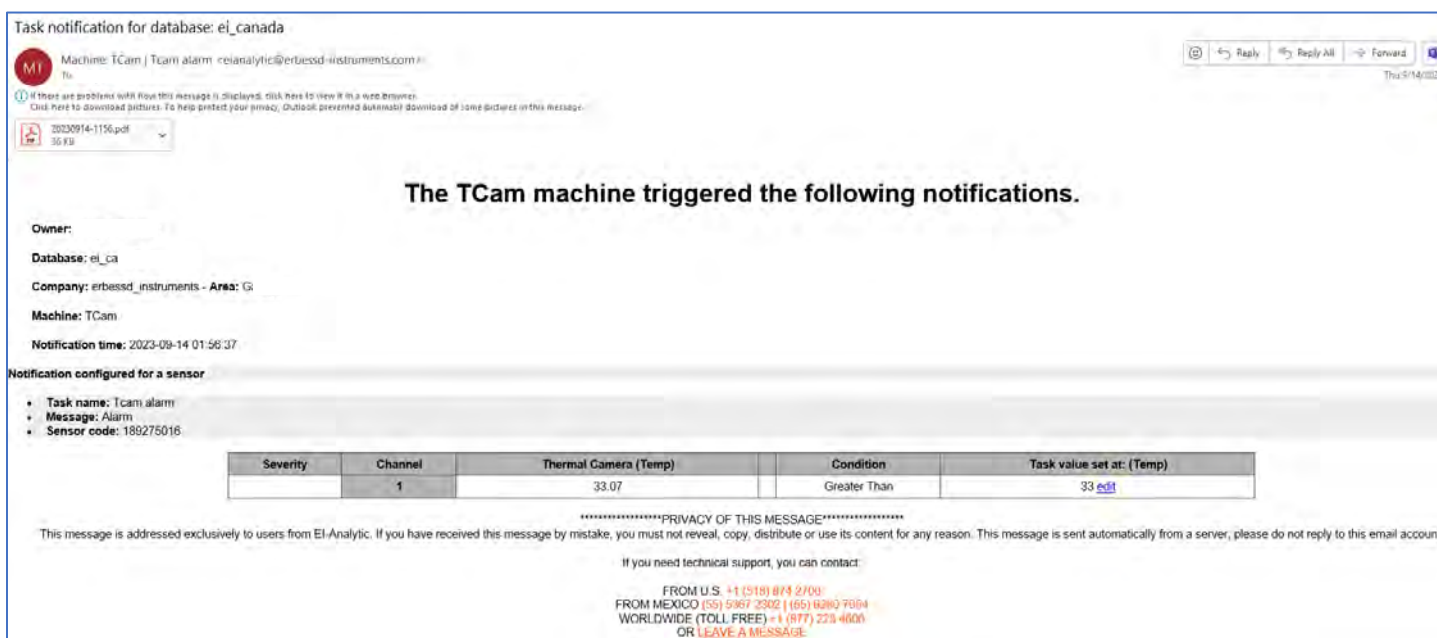 Task notification for database: ei_canada
MT
Machine: TCam | Tcam alarm <eianalytic@erbessd-instruments.com>
To
Reply
Reply All
Forward
Thu 9/14/202
If there are problems with how this message is displayed, click here to view it in a web browser.
Click here to download pictures. To help protect your privacy, Outlook prevented automatic download of some pictures in this message.
20230914-1156.pdf
36 KB
The TCam machine triggered the following notifications.
Owner:
Database: ei_ca
Company: erbessd_instruments - Area: G
Machine: TCam
Notification time: 2023-09-14 01:56:37
Notification configured for a sensor
• Task name: Tcam alarm
• Message: Alarm
• Sensor code: 189275016
Severity Channel Thermal Camera (Temp) Condition Task value set at: (Temp)
1 33.07 Greater Than 33 edit
******************PRIVACY OF THIS MESSAGE******************
This message is addressed exclusively to users from EI-Analytic. If you have received this message by mistake, you must not reveal, copy, distribute or use its content for any reason. This message is sent automatically from a server, please do not reply to this email accoun
If you need technical support, you can contact:
FROM U.S. +1 (518) 874 2700
FROM MEXICO (55)
WORLDWIDE (TOLL FREE) +1 (877)
OR LEAVE A MESSAGE